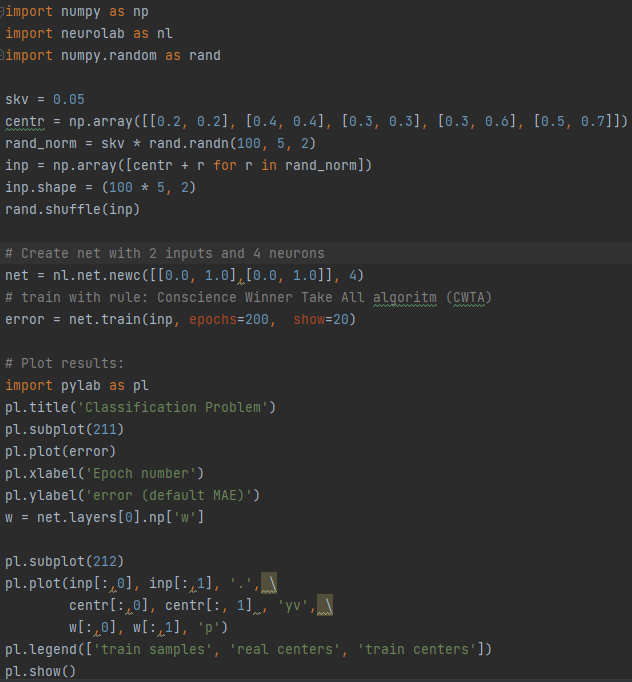 import numpy as np
import neurolab as nl
import numpy.random as rand
skv = 0.05
centr = np.array([[0.2, 0.2], [0.4, 0.4], [0.3, 0.3], [0.3, 0.6], [0.5, 0.7]])
rand_norm = skv * rand.randn(100, 5, 2)
inp = np.array([centr + r for r in rand_norm])
inp.shape = (100 * 5, 2)
rand.shuffle(inp)
# Create net with 2 inputs and 4 neurons
net = nl.net.newc([[0.0, 1.0],[0.0, 1.0]], 4)
# train with rule: Conscience Winner Take All algoritm (CWTA)
error = net.train(inp, epochs=200,  show=20)
# Plot results:
import pylab as pl
pl.title('Classification Problem')
pl.subplot(211)
pl.plot(error)
pl.xlabel('Epoch number')
pl.ylabel('error (default MAE)')
w = net.layers[0].np['w']
pl.subplot(212)
pl.plot(inp[:,0], inp[:,1], '.', \
        centr[:,0], centr[:, 1] , 'yv', \
        w[:,0], w[:,1], 'p')
pl.legend(['train samples', 'real centers', 'train centers'])
pl.show()